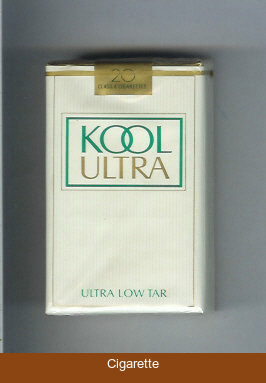 20
CLASS A CIGARETTES
KOOL
ULTRA
ULTRA LOW TAR
Cigarette